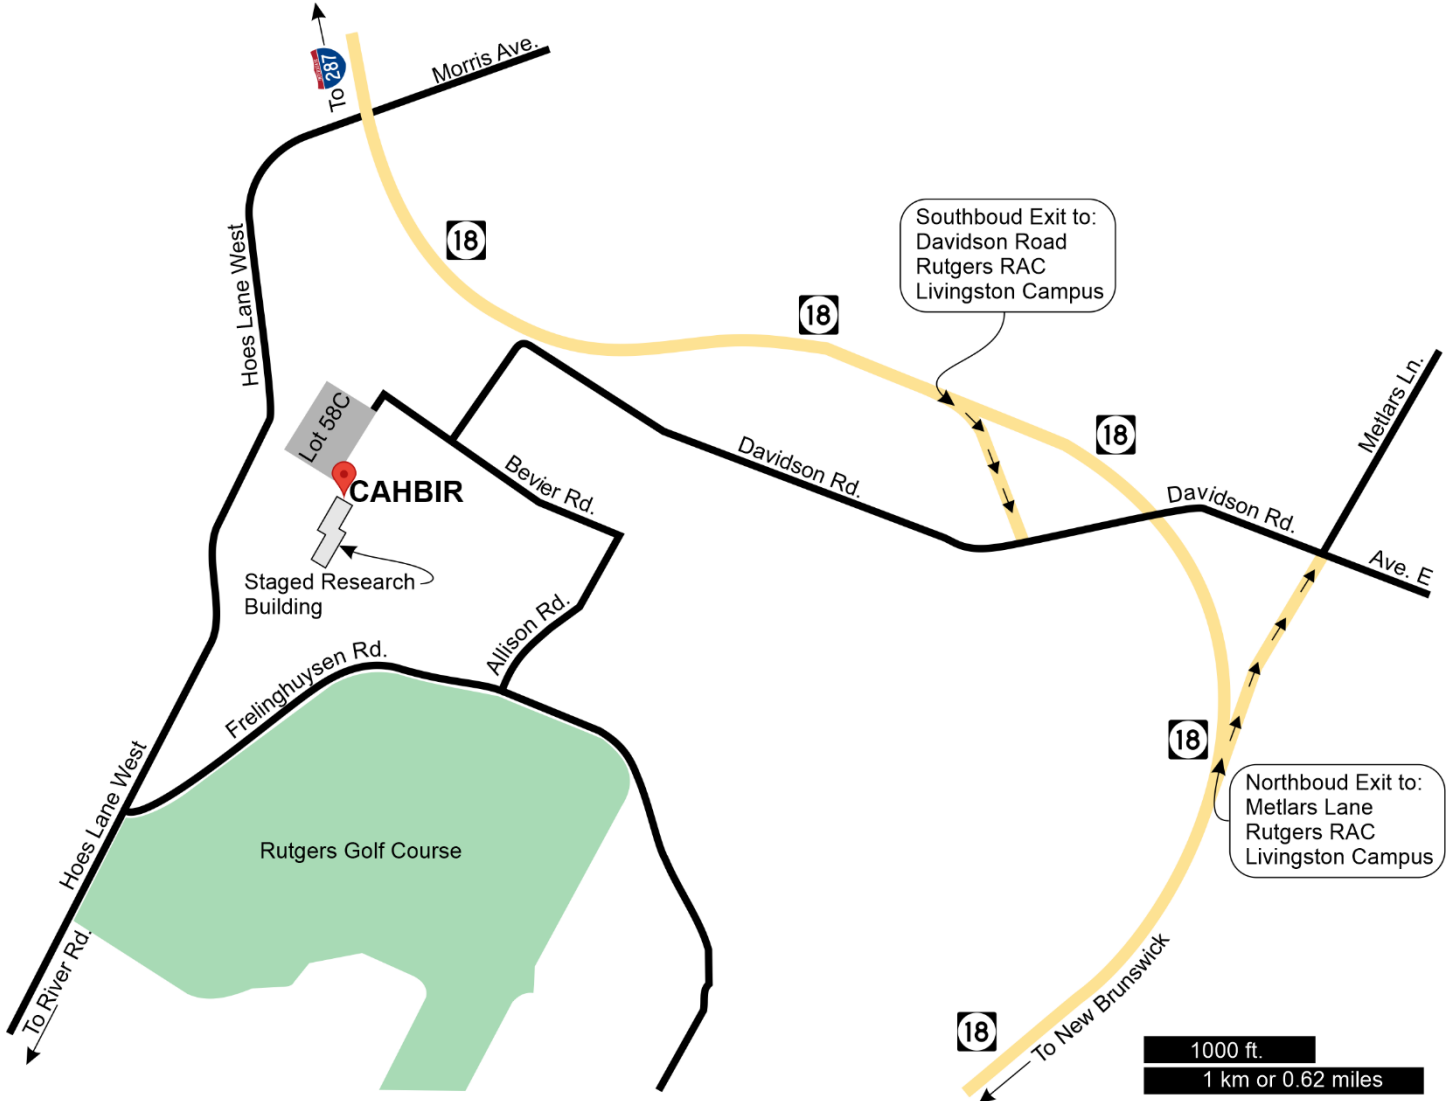 Morris Ave.
To
287
18
Southboud Exit to:
Davidson Road
Rutgers RAC
Livingston Campus
Hoes Lane West
18
Metlars Ln.
Lot 58C
18
Davidson Rd.
Bevier Rd.
CAHBIR
Davidson Rd.
Ave. E
Staged Research
Building
Allison Rd.
Frelinghuysen Rd.
18
Northboud Exit to:
Metlars Lane
Rutgers RAC
Livingston Campus
Hoes Lane West
Rutgers Golf Course
To River Rd.
To New Brunswick
18
1000 ft.
1 km or 0.62 miles